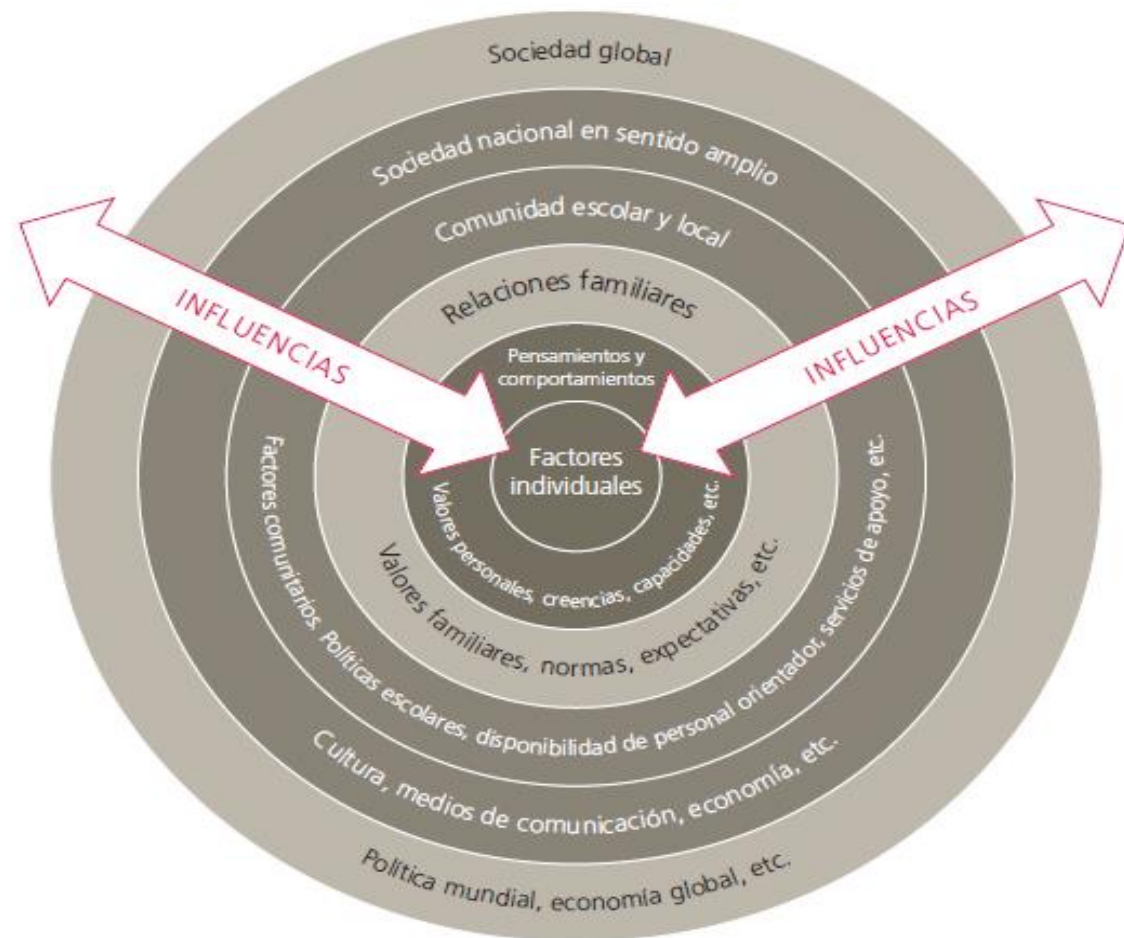 Sociedad global
Sociedad nacional en sentido amplio
Comunidad escolar y local
Relaciones familiares
Pensamientos y
comportamientos
INFLUENCIAS
INFLUENCIAS
Factores
individuales
Valores personales, creencias, capacidades, etc.
Valores familiares, normas, expectativas, etc.
Factores comunitarios. Políticas escolares, disponibilidad de personal orientador, servicios de apoyo, etc.
Cultura, medios de comunicación, economía, etc.
Política mundial, economía global, etc.